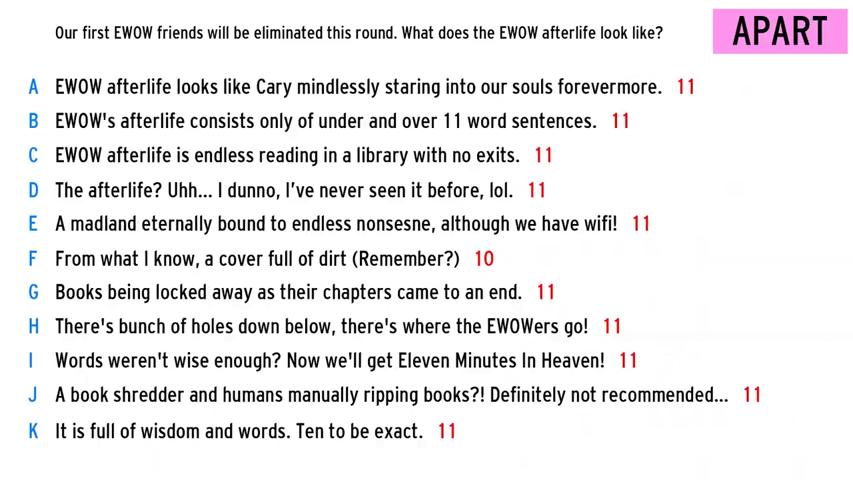 Our first EWOW friends will be eliminated this round. What does the EWOW afterlife look like?
APART
A EWOW afterlife looks like Cary mindlessly staring into our souls forevermore. 11
B EWOW's afterlife consists only of under and over 11 word sentences. 11
C EWOW afterlife is endless reading in a library with no exits. 11
D The afterlife? Uhh... I dunno, I've never seen it before, lol. 11
E A madland eternally bound to endless nonsesne, although we have wifi! 11
F From what I know, a cover full of dirt (Remember?) 10
G Books being locked away as their chapters came to an end. 11
H There's bunch of holes down below, there's where the EWOWers go! 11
I Words weren't wise enough? Now we'll get Eleven Minutes In Heaven! 11
J A book shredder and humans manually ripping books?! Definitely not recommended... 11
K It is full of wisdom and words. Ten to be exact. 11